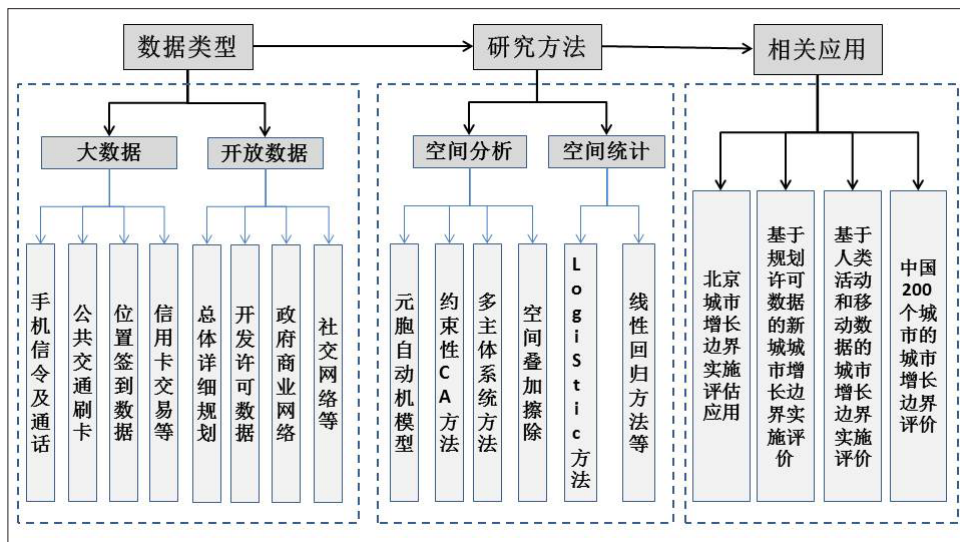 数据类型
研究方法
相关应用
大数据
开放数据
空间分析
空间统计
手机信令及通话
公共交通刷卡
位置签到数据
信用卡交易等
总体详细规划
开发许可数据
政府商业网络
社交网络等
元胞自动机模型
约束性CA方法
多主体系统方法
空间叠加擦除
LogiStic方法
线性回归方法等
北京
城市
增长
边界
实施
评估
应用
基于
规划
许可
数据
的新
城城
市增
长边
界实
施评
价
基于
人类
活动
和移
动数
据的
城市
增长
边界
实施
评价
中国
200
个城
市的
城市
增长
边界
评价